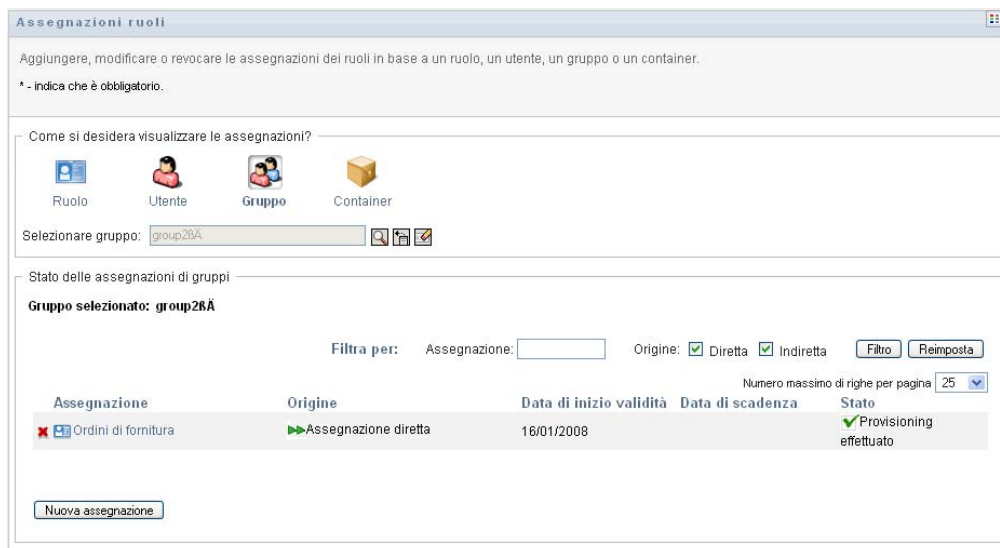 Assegnazioni ruoli
Aggiungere, modificare o revocare le assegnazioni dei ruoli in base a un ruolo, un utente, un gruppo o un container.
* - indica che è obbligatorio.
Come si desidera visualizzare le assegnazioni?
Ruolo Utente Gruppo Container
Selezionare gruppo: group2ßÄ
Stato delle assegnazioni di gruppi
Gruppo selezionato: group2ßÄ
Filtra per: Assegnazione: Origine: Diretta Indiretta Filtro Reimposta
Numero massimo di righe per pagina 25
Assegnazione Origine Data di inizio validità Data di scadenza Stato
Ordini di fornitura Assegnazione diretta 16/01/2008 Provisioning
effettuato
Nuova assegnazione